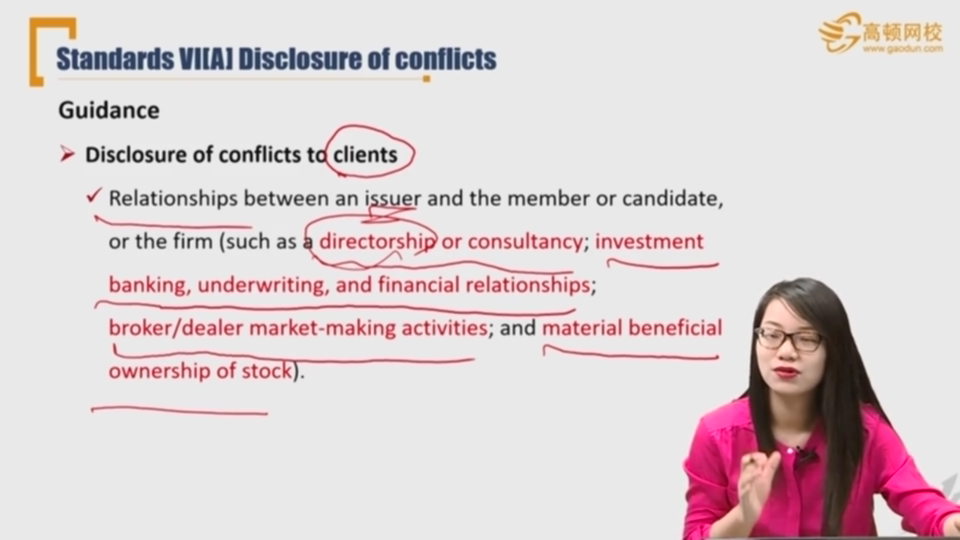 高顿网校
www.gaodun.com
Standards VI[A] Disclosure of conflicts
Guidance
Disclosure of conflicts to clients
Relationships between an issuer and the member or candidate,
or the firm (such as a directorship or consultancy; investment
banking, underwriting, and financial relationships;
broker/dealer market-making activities; and material beneficial
ownership of stock).